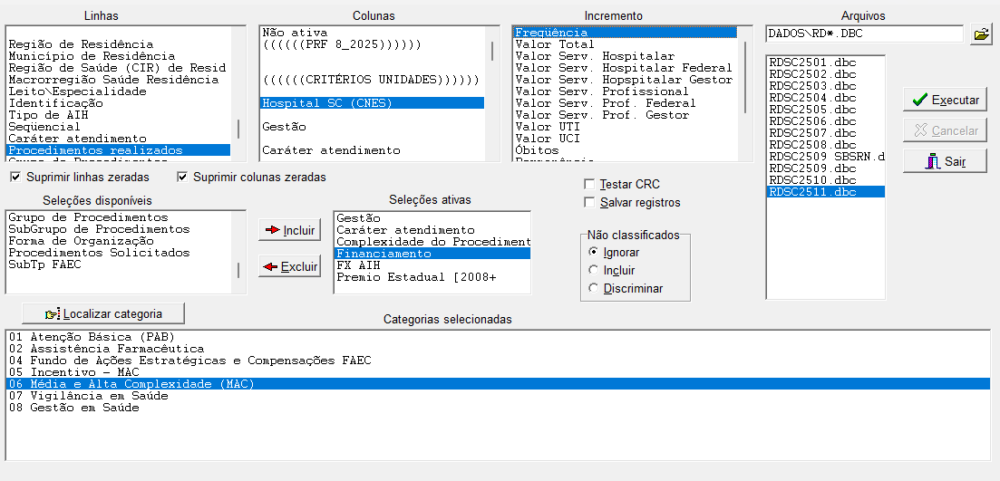 Linhas
Região de Residência
Município de Residência
Região de Saúde (CIR) de Resid
Macrorregião Saúde Residência
Leito\Especialidade
Identificação
Tipo de AIH
Seqüencial
Caráter atendimento
Procedimentos realizados
Grupo de Procedimentos
Colunas
Não ativa
((((((PRF 8_2025))))))
((((((CRITÉRIOS UNIDADES))))))
Hospital SC (CNES)
Gestão
Caráter atendimento
Incremento
Freqüência
Valor Total
Valor Serv. Hospitalar
Valor Serv. Hospitalar Federal
Valor Serv. Hopspitalar Gestor
Valor Serv. Profissional
Valor Serv. Prof. Federal
Valor Serv. Prof. Gestor
Valor UTI
Valor UCI
Óbitos
Permanência
Arquivos
DADOS\RD*.DBC
RDSC2501.dbc
RDSC2502.dbc
RDSC2503.dbc
RDSC2504.dbc
RDSC2505.dbc
RDSC2506.dbc
RDSC2507.dbc
RDSC2508.dbc
RDSC2509 SBSRN.d
RDSC2509.dbc
RDSC2510.dbc
RDSC2511.dbc
Executar
Cancelar
Sair
Suprimir linhas zeradas
Suprimir colunas zeradas
Seleções disponíveis
Grupo de Procedimentos
SubGrupo de Procedimentos
Forma de Organização
Procedimentos Solicitados
SubTp FAEC
Incluir
Excluir
Seleções ativas
Gestão
Caráter atendimento
Complexidade do Procediment
Financiamento
FX AIH
Premio Estadual [2008+
Testar CRC
Salvar registros
Não classificados
Ignorar
Incluir
Discriminar
Localizar categoria
Categorias selecionadas
01 Atenção Básica (PAB)
02 Assistência Farmacêutica
04 Fundo de Ações Estratégicas e Compensações FAEC
05 Incentivo - MAC
06 Média e Alta Complexidade (MAC)
07 Vigilância em Saúde
08 Gestão em Saúde